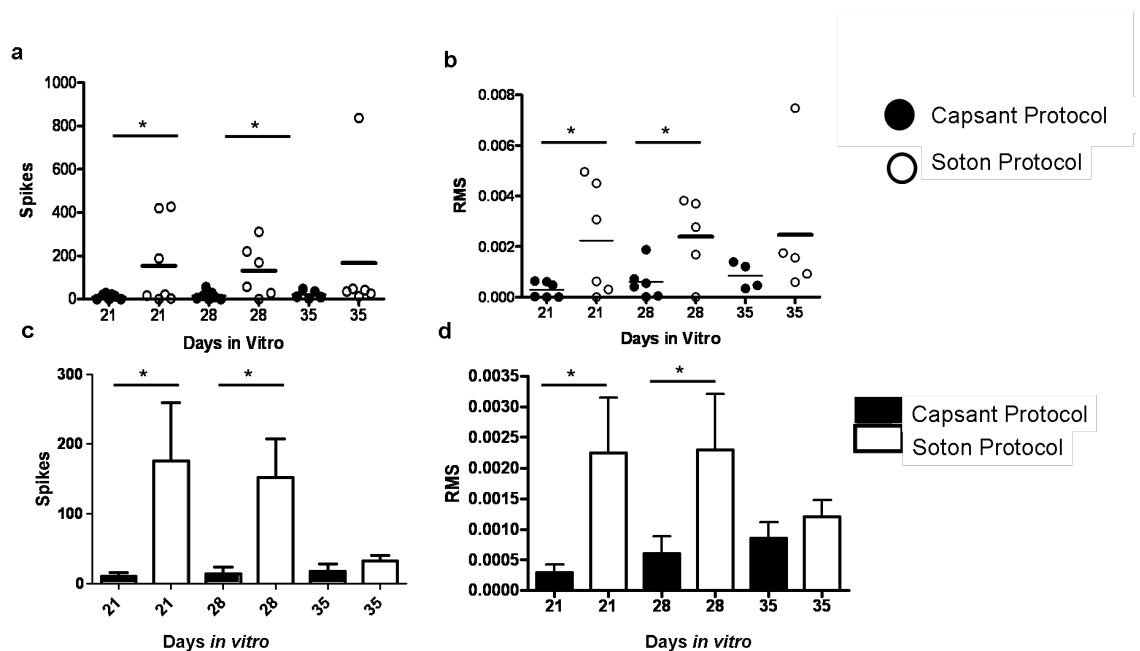 a
1000
800
600
400
200
0
Spikes
* *
21 21 28 28 35 35
Days in Vitro
b
0.008
0.006
0.004
0.002
0.000
RMS
* *
21 21 28 28 35 35
Days in Vitro
Capsant Protocol
Soton Protocol
c
300
200
100
0
Spikes
* *
21 21 28 28 35 35
Days in vitro
d
0.0035
0.0030
0.0025
0.0020
0.0015
0.0010
0.0005
0.0000
RMS
* *
21 21 28 28 35 35
Days in vitro
Capsant Protocol
Soton Protocol